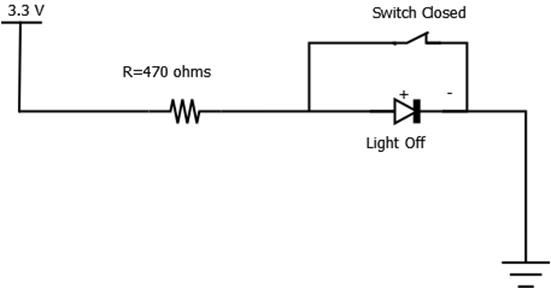 3.3 V
Switch Closed
R=470 ohms
+ -
Light Off